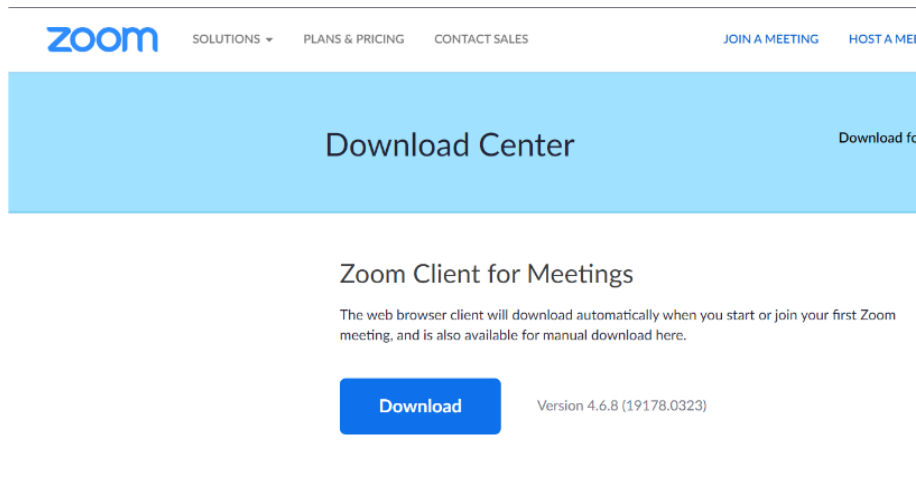 zoom SOLUTIONS PLANS & PRICING CONTACT SALES JOIN A MEETING HOST A
Download Center
Download
Zoom Client for Meetings
The web browser client will download automatically when you start or join your first Zoom
meeting, and is also available for manual download here.
Download Version 4.6.8 (19178.0323)